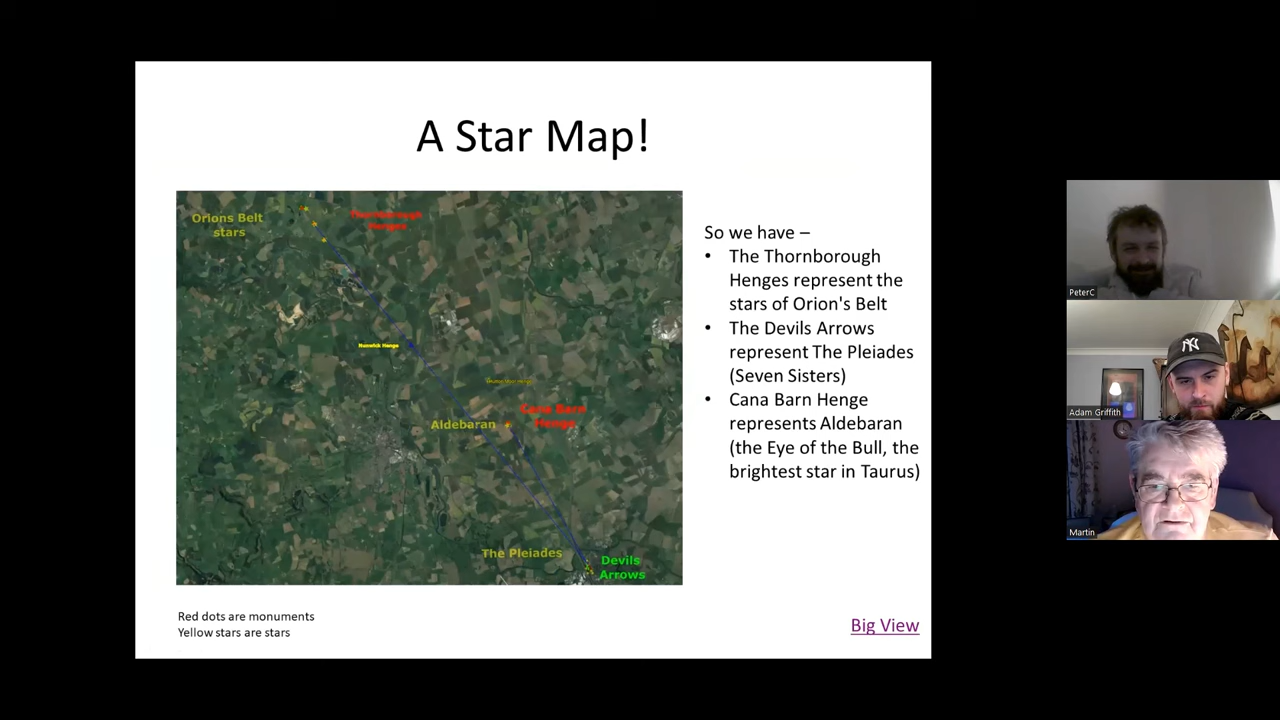 A Star Map!
Orions Belt
stars
Thornborough
Henges
Nunwick Henge
Cana Barn
Henge
Aldebaran
The Pleiades
Devils
Arrows
So we have –
• The Thornborough
Henges represent the
stars of Orion's Belt
• The Devils Arrows
represent The Pleiades
(Seven Sisters)
• Cana Barn Henge
represents Aldebaran
(the Eye of the Bull, the
brightest star in Taurus)
Red dots are monuments
Yellow stars are stars
Big View
PeterC
Adam Griffith
Martin
NY